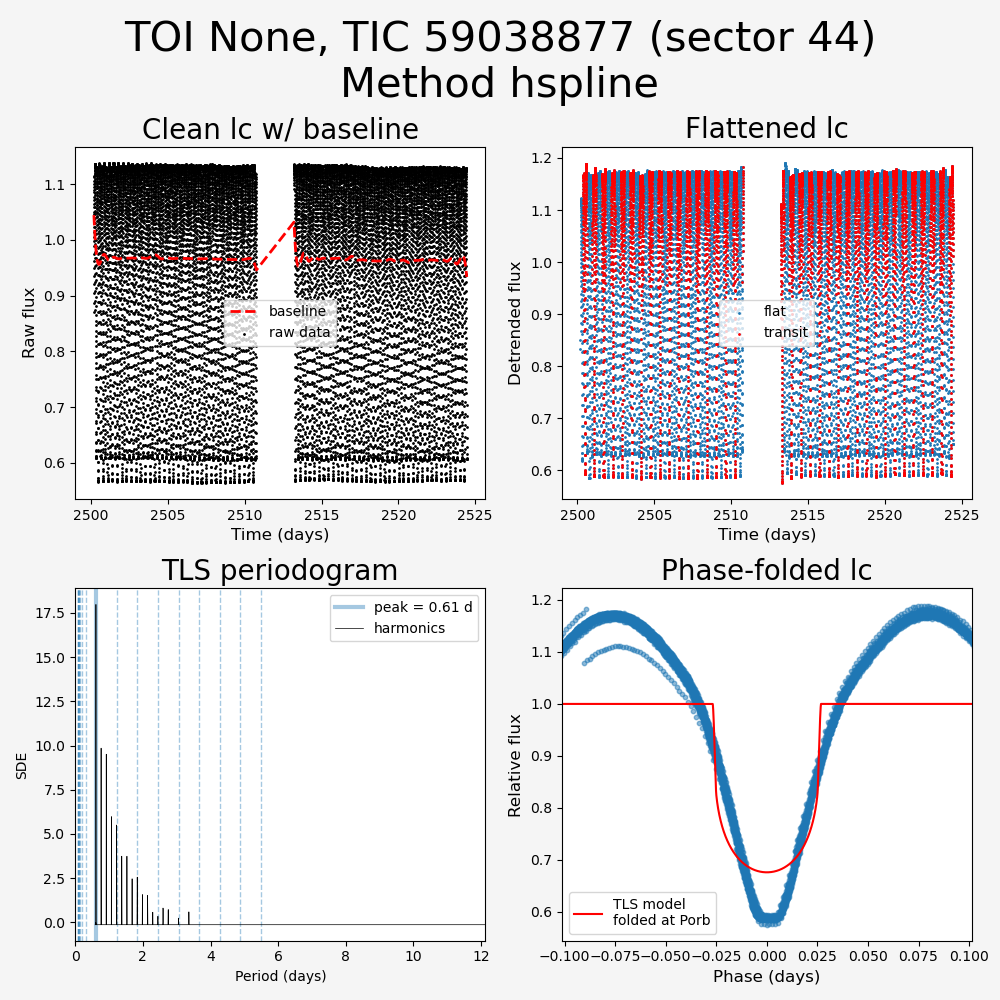 TOI None, TIC 59038877 (sector 44)
Method hspline
Clean lc w/ baseline
Raw flux
1.1
1.0
0.9
0.8
0.7
0.6
baseline
raw data
2500
2505
2510
2515
2520
2525
Time (days)
Flattened lc
Detrended flux
1.2
1.1
1.0
0.9
0.8
0.7
0.6
flat
transit
2500
2505
2510
2515
2520
2525
Time (days)
TLS periodogram
SDE
17.5
15.0
12.5
10.0
7.5
5.0
2.5
0.0
peak = 0.61 d
harmonics
0
2
4
6
8
10
12
Period (days)
Phase-folded lc
Relative flux
1.2
1.1
1.0
0.9
0.8
0.7
0.6
TLS model
folded at Porb
−0.100
−0.075
−0.050
−0.025
0.000
0.025
0.050
0.075
0.100
Phase (days)